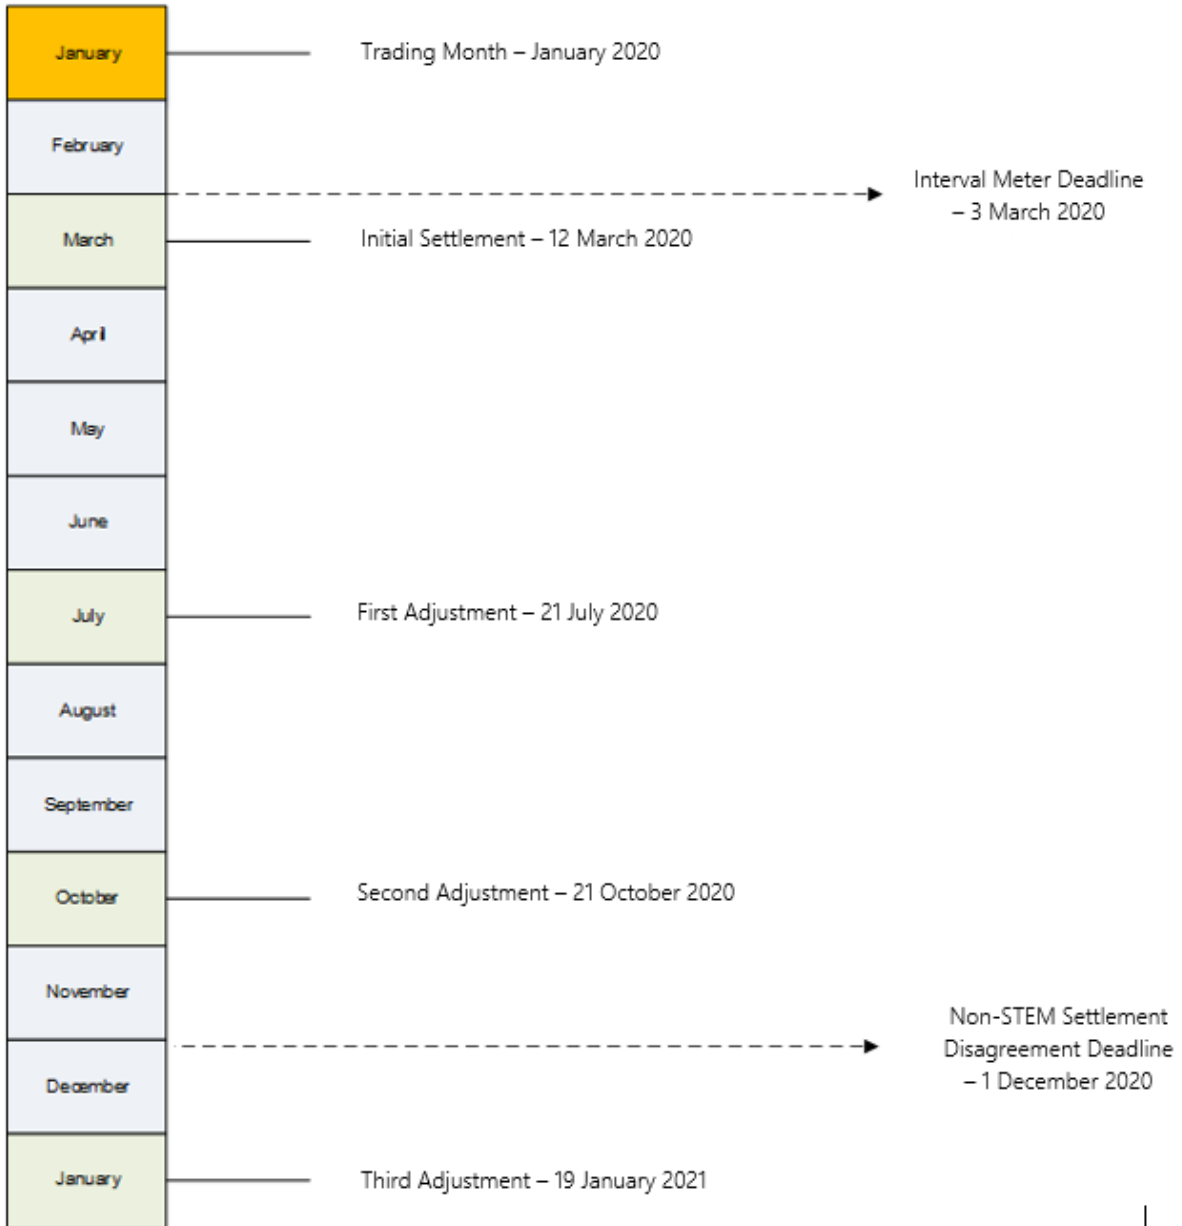 January
Trading Month – January 2020
February
Interval Meter Deadline
– 3 March 2020
March
Initial Settlement – 12 March 2020
April
May
June
July
First Adjustment – 21 July 2020
August
September
October
Second Adjustment – 21 October 2020
November
Non-STEM Settlement
Disagreement Deadline
– 1 December 2020
December
January
Third Adjustment – 19 January 2021